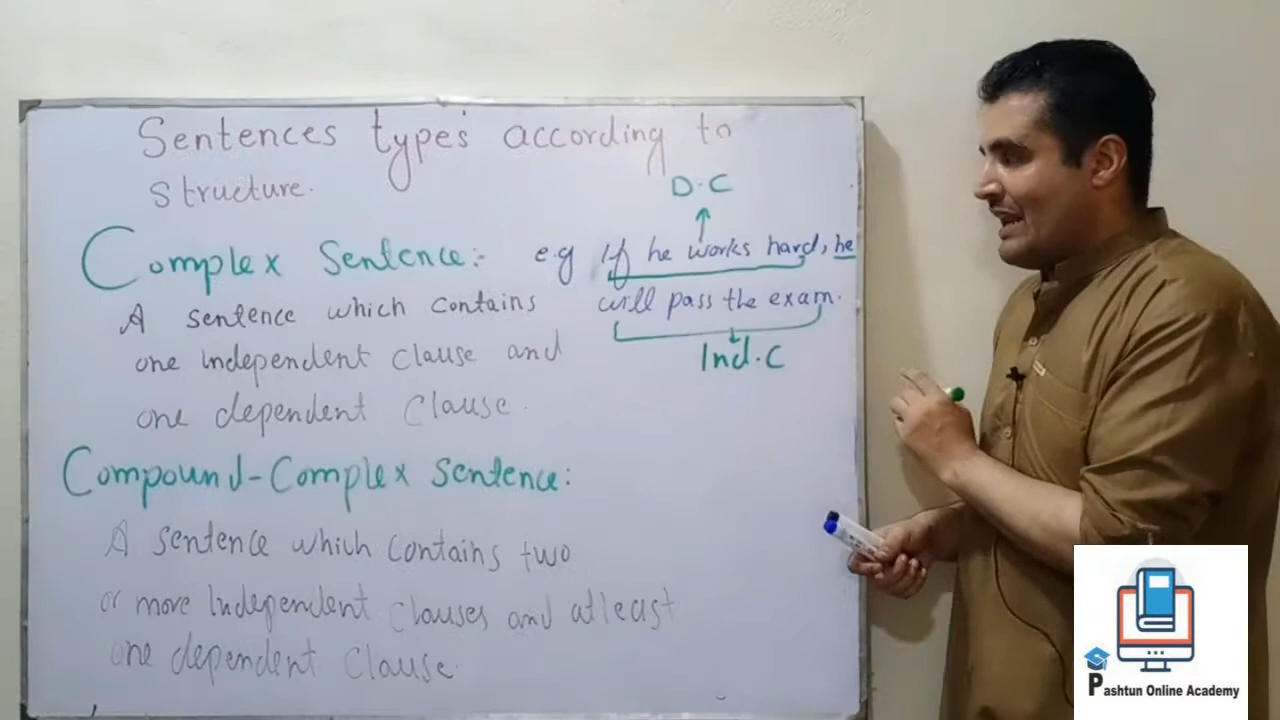 Sentences types according to
structure.
D.C
Complex Sentence:- e.g If he works hard, he
will pass the exam.
Ind.C
A sentence which contains
one independent clause and
one dependent clause.
Compound-Complex sentence:
A sentence which contains two
or more independent clauses and atleast
one dependent clause.
Pashtun Online Academy